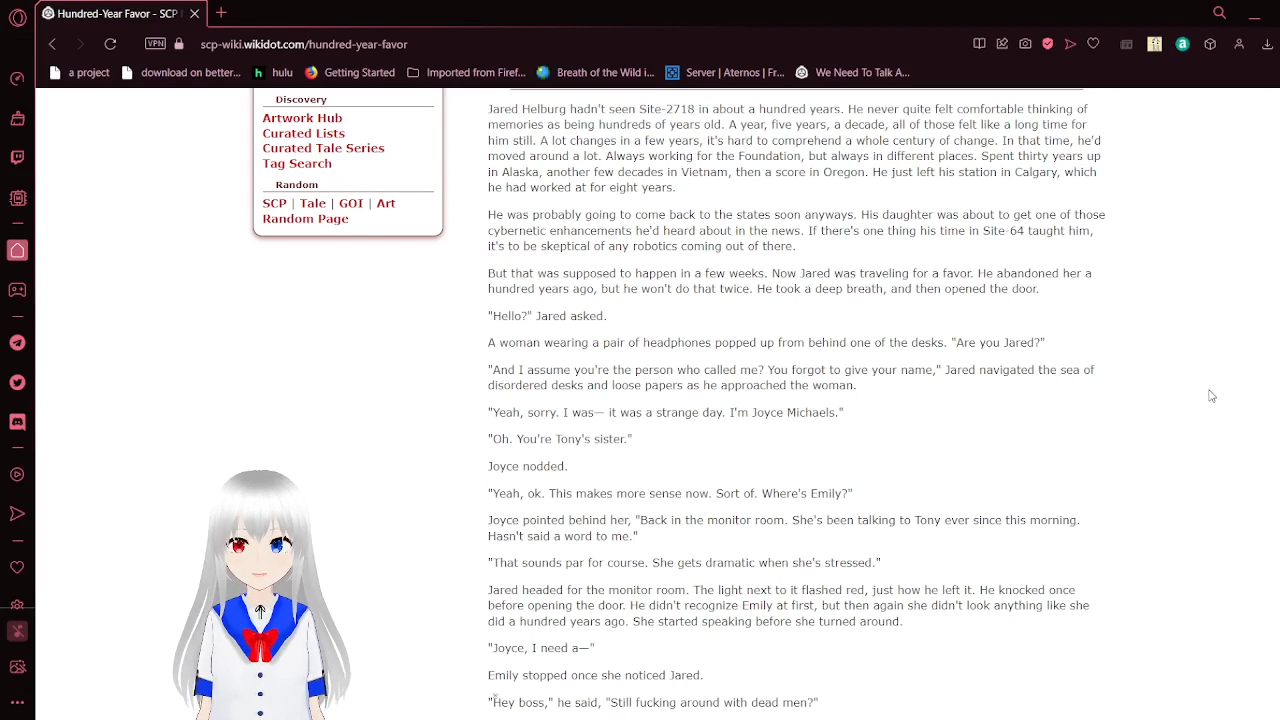 Hundred-Year Favor - SCP
scp-wiki.wikidot.com/hundred-year-favor
VPN
a project
download on better...
hulu
Getting Started
Imported from Firef...
Breath of the Wild i...
Server | Aternos | Fr...
We Need To Talk A...
Discovery
Artwork Hub
Curated Lists
Curated Tale Series
Tag Search
Random
SCP | Tale | GOI | Art
Random Page
Jared Helburg hadn't seen Site-2718 in about a hundred years. He never quite felt comfortable thinking of
memories as being hundreds of years old. A year, five years, a decade, all of those felt like a long time for
him still. A lot changes in a few years, it's hard to comprehend a whole century of change. In that time, he'd
moved around a lot. Always working for the Foundation, but always in different places. Spent thirty years up
in Alaska, another few decades in Vietnam, then a score in Oregon. He just left his station in Calgary, which
he had worked at for eight years.
He was probably going to come back to the states soon anyways. His daughter was about to get one of those
cybernetic enhancements he'd heard about in the news. If there's one thing his time in Site-64 taught him,
it's to be skeptical of any robotics coming out of there.
But that was supposed to happen in a few weeks. Now Jared was traveling for a favor. He abandoned her a
hundred years ago, but he won't do that twice. He took a deep breath, and then opened the door.
"Hello?" Jared asked.
A woman wearing a pair of headphones popped up from behind one of the desks. "Are you Jared?"
"And I assume you're the person who called me? You forgot to give your name," Jared navigated the sea of
disordered desks and loose papers as he approached the woman.
"Yeah, sorry. I was— it was a strange day. I'm Joyce Michaels."
"Oh. You're Tony's sister."
Joyce nodded.
"Yeah, ok. This makes more sense now. Sort of. Where's Emily?"
Joyce pointed behind her, "Back in the monitor room. She's been talking to Tony ever since this morning.
Hasn't said a word to me."
"That sounds par for course. She gets dramatic when she's stressed."
Jared headed for the monitor room. The light next to it flashed red, just how he left it. He knocked once
before opening the door. He didn't recognize Emily at first, but then again she didn't look anything like she
did a hundred years ago. She started speaking before she turned around.
"Joyce, I need a—"
Emily stopped once she noticed Jared.
"Hey boss," he said, "Still fucking around with dead men?"